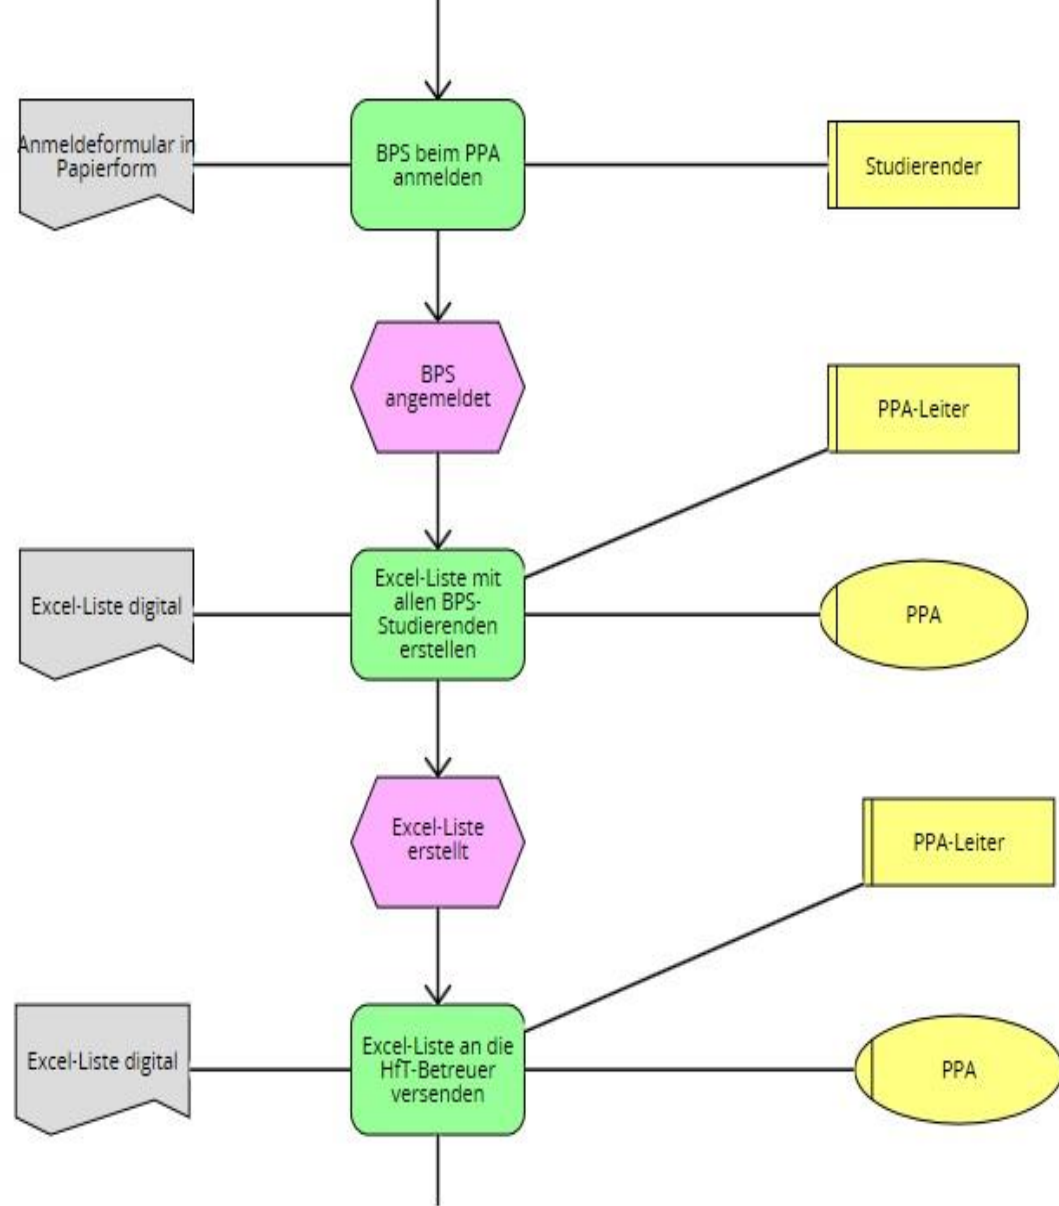 Anmeldeformular in
Papierform
BPS beim PPA
anmelden
Studierender
BPS
angemeldet
PPA-Leiter
Excel-Liste digital
Excel-Liste mit
allen BPS-
Studierenden
erstellen
PPA
Excel-Liste
erstellt
PPA-Leiter
Excel-Liste digital
Excel-Liste an die
HfT-Betreuer
versenden
PPA